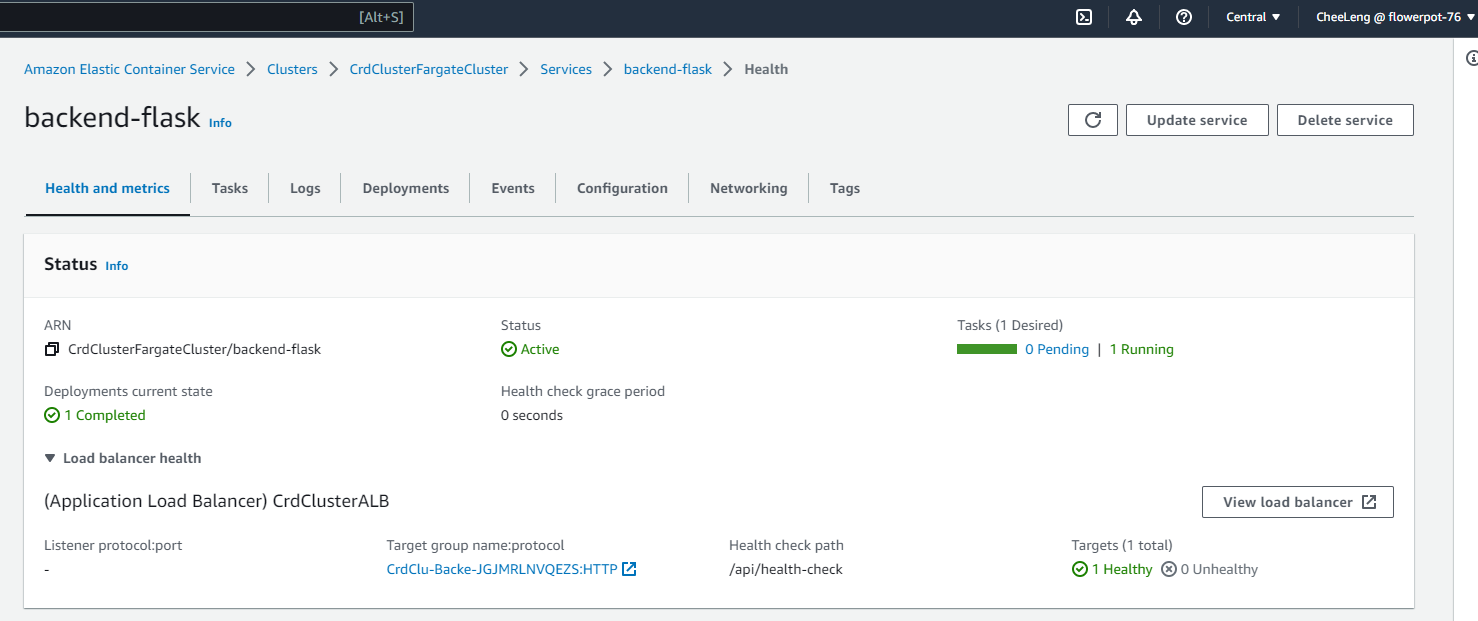 [Alt+S] Central CheeLeng @ flowerpot-76
Amazon Elastic Container Service Clusters CrdClusterFargateCluster Services backend-flask Health
backend-flask Info Update service Delete service
Health and metrics Tasks Logs Deployments Events Configuration Networking Tags
Status Info
ARN Status Tasks (1 Desired)
CrdClusterFargateCluster/backend-flask Active 0 Pending | 1 Running
Deployments current state Health check grace period
1 Completed 0 seconds
Load balancer health
(Application Load Balancer) CrdClusterALB View load balancer
Listener protocol:port Target group name:protocol Health check path Targets (1 total)
- CrdClu-Backe-JGJMRLNVQEZS:HTTP /api/health-check 1 Healthy 0 Unhealthy